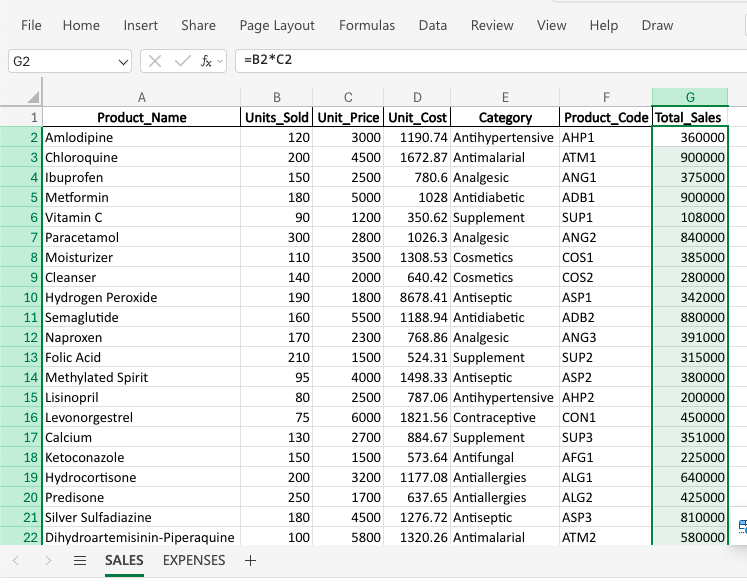 File Home Insert Share Page Layout Formulas Data Review View Help Draw
G2 fx =B2*C2
A B C D E F G
1 Product_Name Units_Sold Unit_Price Unit_Cost Category Product_Code Total_Sales
2 Amlodipine 120 3000 1190.74 Antihypertensive AHP1 360000
3 Chloroquine 200 4500 1672.87 Antimalarial ATM1 900000
4 Ibuprofen 150 2500 780.6 Analgesic ANG1 375000
5 Metformin 180 5000 1028 Antidiabetic ADB1 900000
6 Vitamin C 90 1200 350.62 Supplement SUP1 108000
7 Paracetamol 300 2800 1026.3 Analgesic ANG2 840000
8 Moisturizer 110 3500 1308.53 Cosmetics COS1 385000
9 Cleanser 140 2000 640.42 Cosmetics COS2 280000
10 Hydrogen Peroxide 190 1800 8678.41 Antiseptic ASP1 342000
11 Semaglutide 160 5500 1188.94 Antidiabetic ADB2 880000
12 Naproxen 170 2300 768.86 Analgesic ANG3 391000
13 Folic Acid 210 1500 524.31 Supplement SUP2 315000
14 Methylated Spirit 95 4000 1498.33 Antiseptic ASP2 380000
15 Lisinopril 80 2500 787.06 Antihypertensive AHP2 200000
16 Levonorgestrel 75 6000 1821.56 Contraceptive CON1 450000
17 Calcium 130 2700 884.67 Supplement SUP3 351000
18 Ketoconazole 150 1500 573.64 Antifungal AFG1 225000
19 Hydrocortisone 200 3200 1177.08 Antiallergies ALG1 640000
20 Predisone 250 1700 637.65 Antiallergies ALG2 425000
21 Silver Sulfadiazine 180 4500 1276.72 Antiseptic ASP3 810000
22 Dihydroartemisinin-Piperaquine 100 5800 1320.26 Antimalarial ATM2 580000
SALES EXPENSES